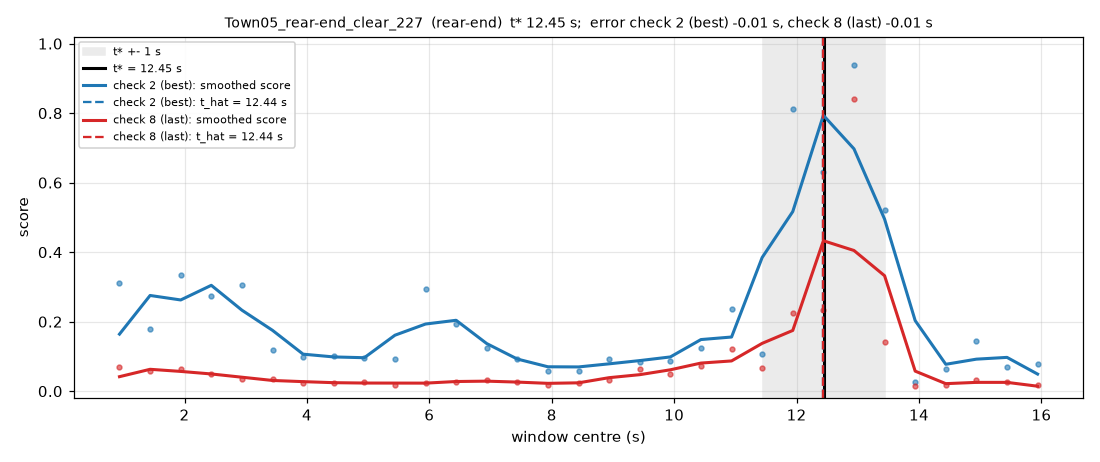 Town05_rear-end_clear_227 (rear-end) t* 12.45 s; error check 2 (best) -0.01 s, check 8 (last) -0.01 s
t* +- 1 s
t* = 12.45 s
check 2 (best): smoothed score
check 2 (best): t_hat = 12.44 s
check 8 (last): smoothed score
check 8 (last): t_hat = 12.44 s
score
1.0
0.8
0.6
0.4
0.2
0.0
2 4 6 8 10 12 14 16
window centre (s)